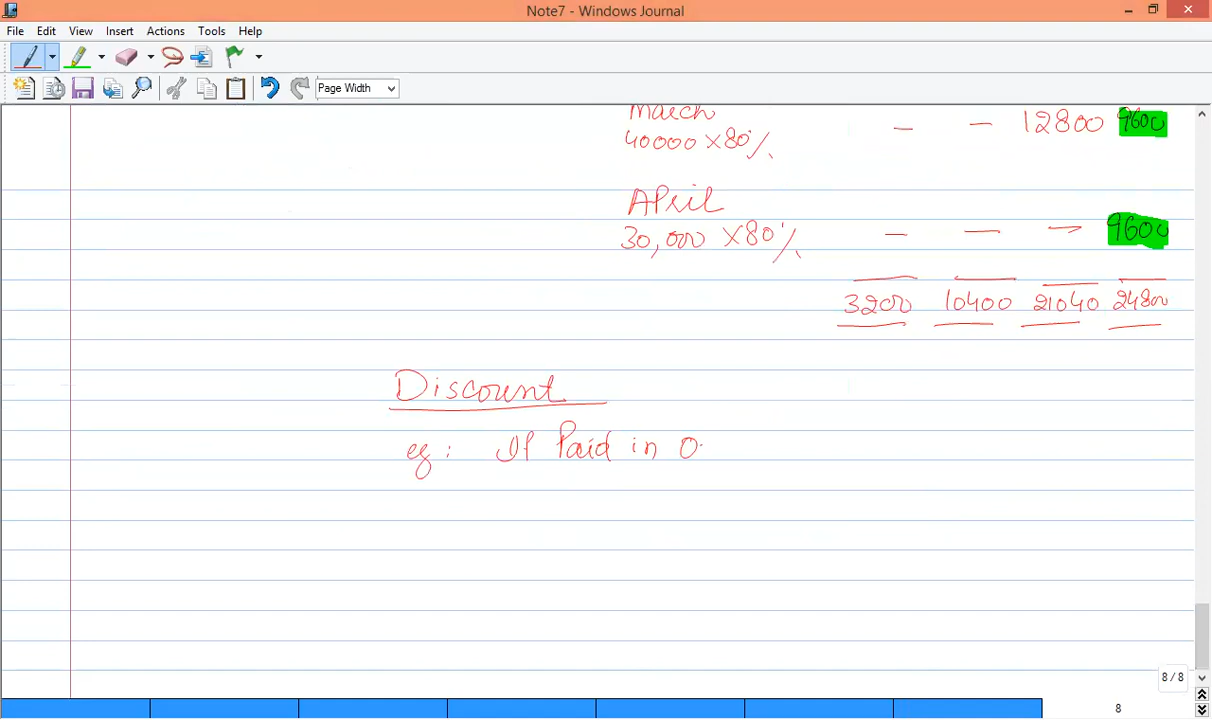 Note7 - Windows Journal
File Edit View Insert Actions Tools Help
Page Width
March
40000 × 80% - - 12800 9600
April
30,000 × 80% - - - 9600
3200 10400 21040 24800
Discount
eg: If Paid in 0
8 / 8
8